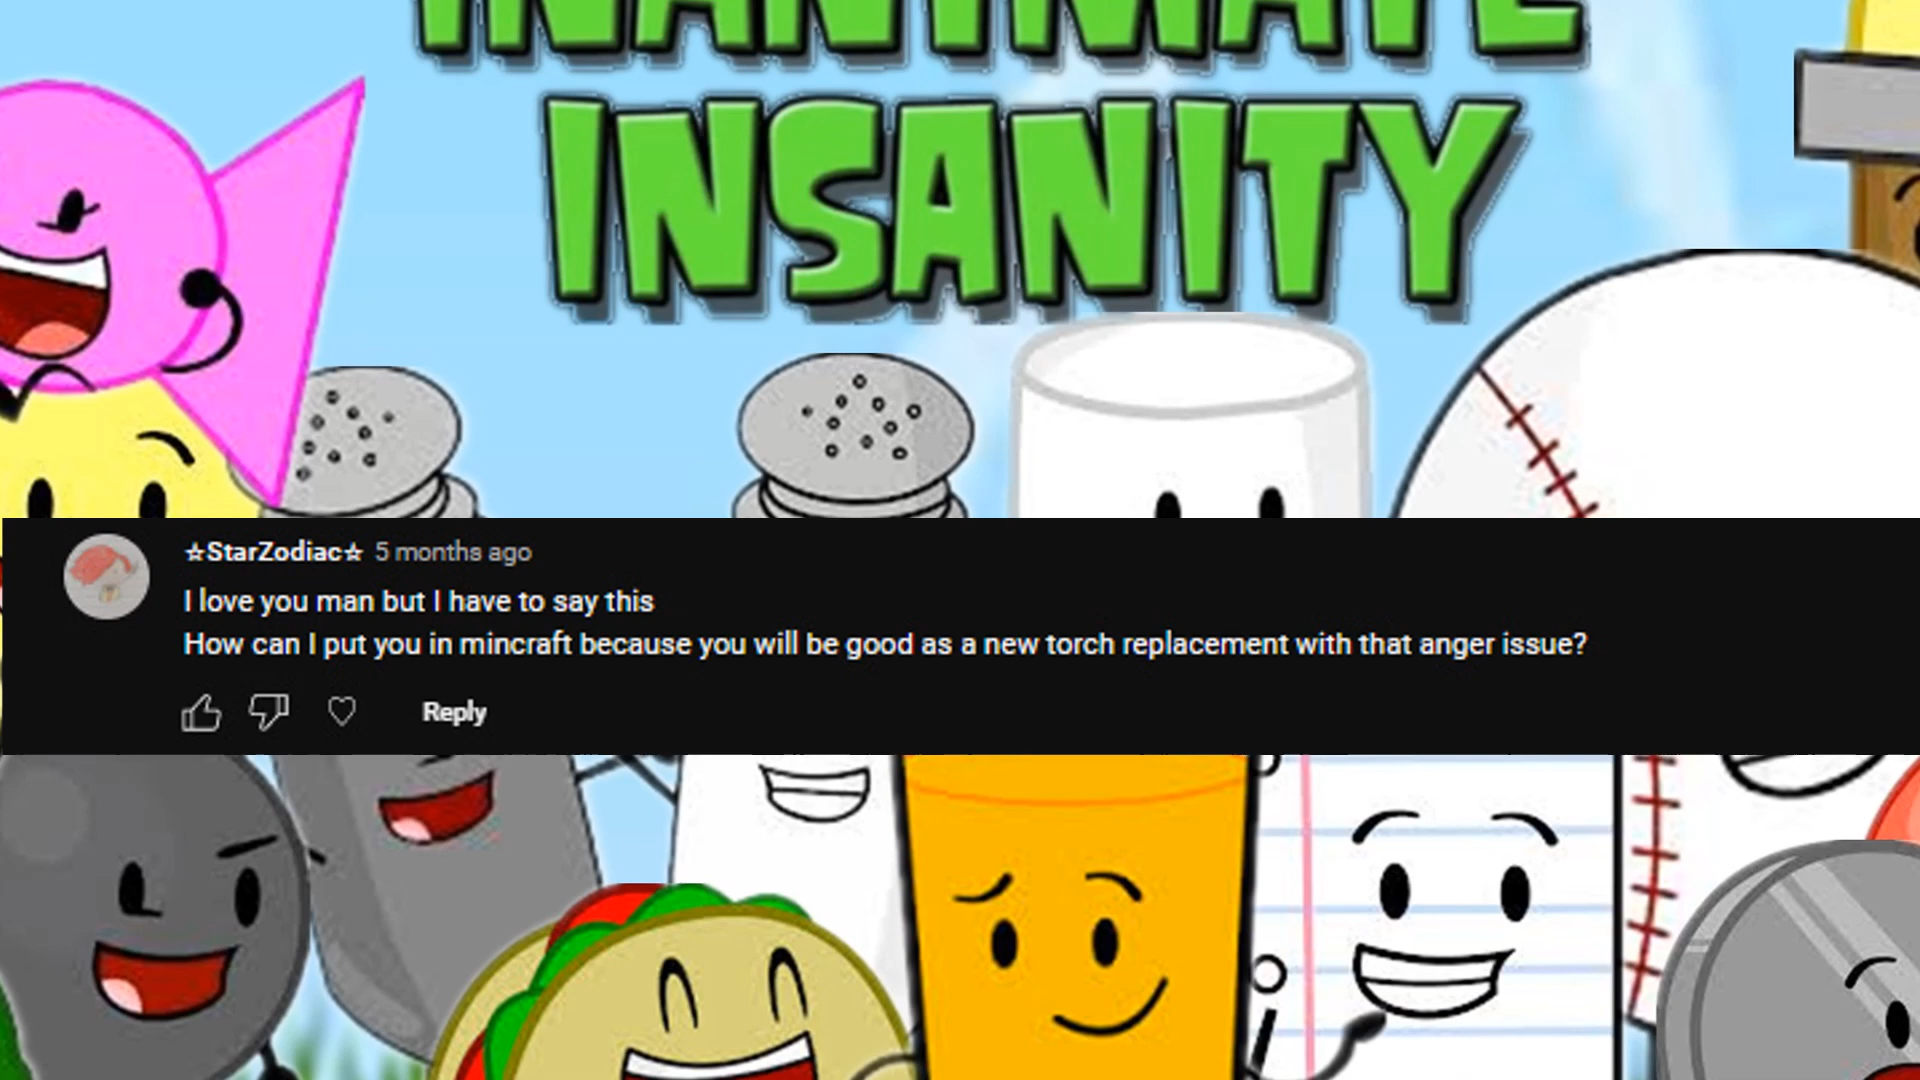 INANIMATE
INSANITY
☆StarZodiac☆ 5 months ago
I love you man but I have to say this
How can I put you in mincraft because you will be good as a new torch replacement with that anger issue?
Reply